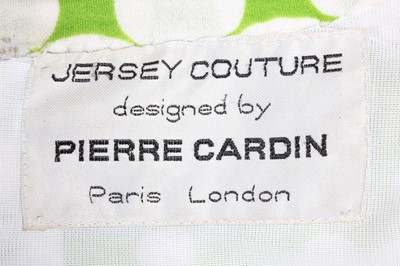 JERSEY COUTURE
designed by
PIERRE CARDIN
Paris London